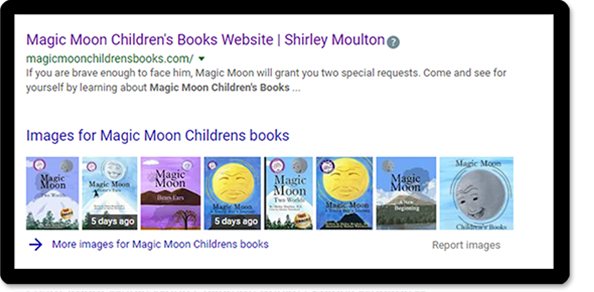 Magic Moon Children's Books Website | Shirley Moulton ?
magicmoonchildrensbooks.com/
If you are brave enough to face him, Magic Moon will grant you two special requests. Come and see for
yourself by learning about Magic Moon Children's Books ...
Images for Magic Moon Childrens books
Magic Moon Two Worlds
Magic Moon
5 days ago
Magic Moon
Magic Moon
5 days ago
Magic Moon Two Worlds
Magic Moon
Magic Moon A New Beginning
Magic Moon Children's Books
More images for Magic Moon Childrens books
Report images